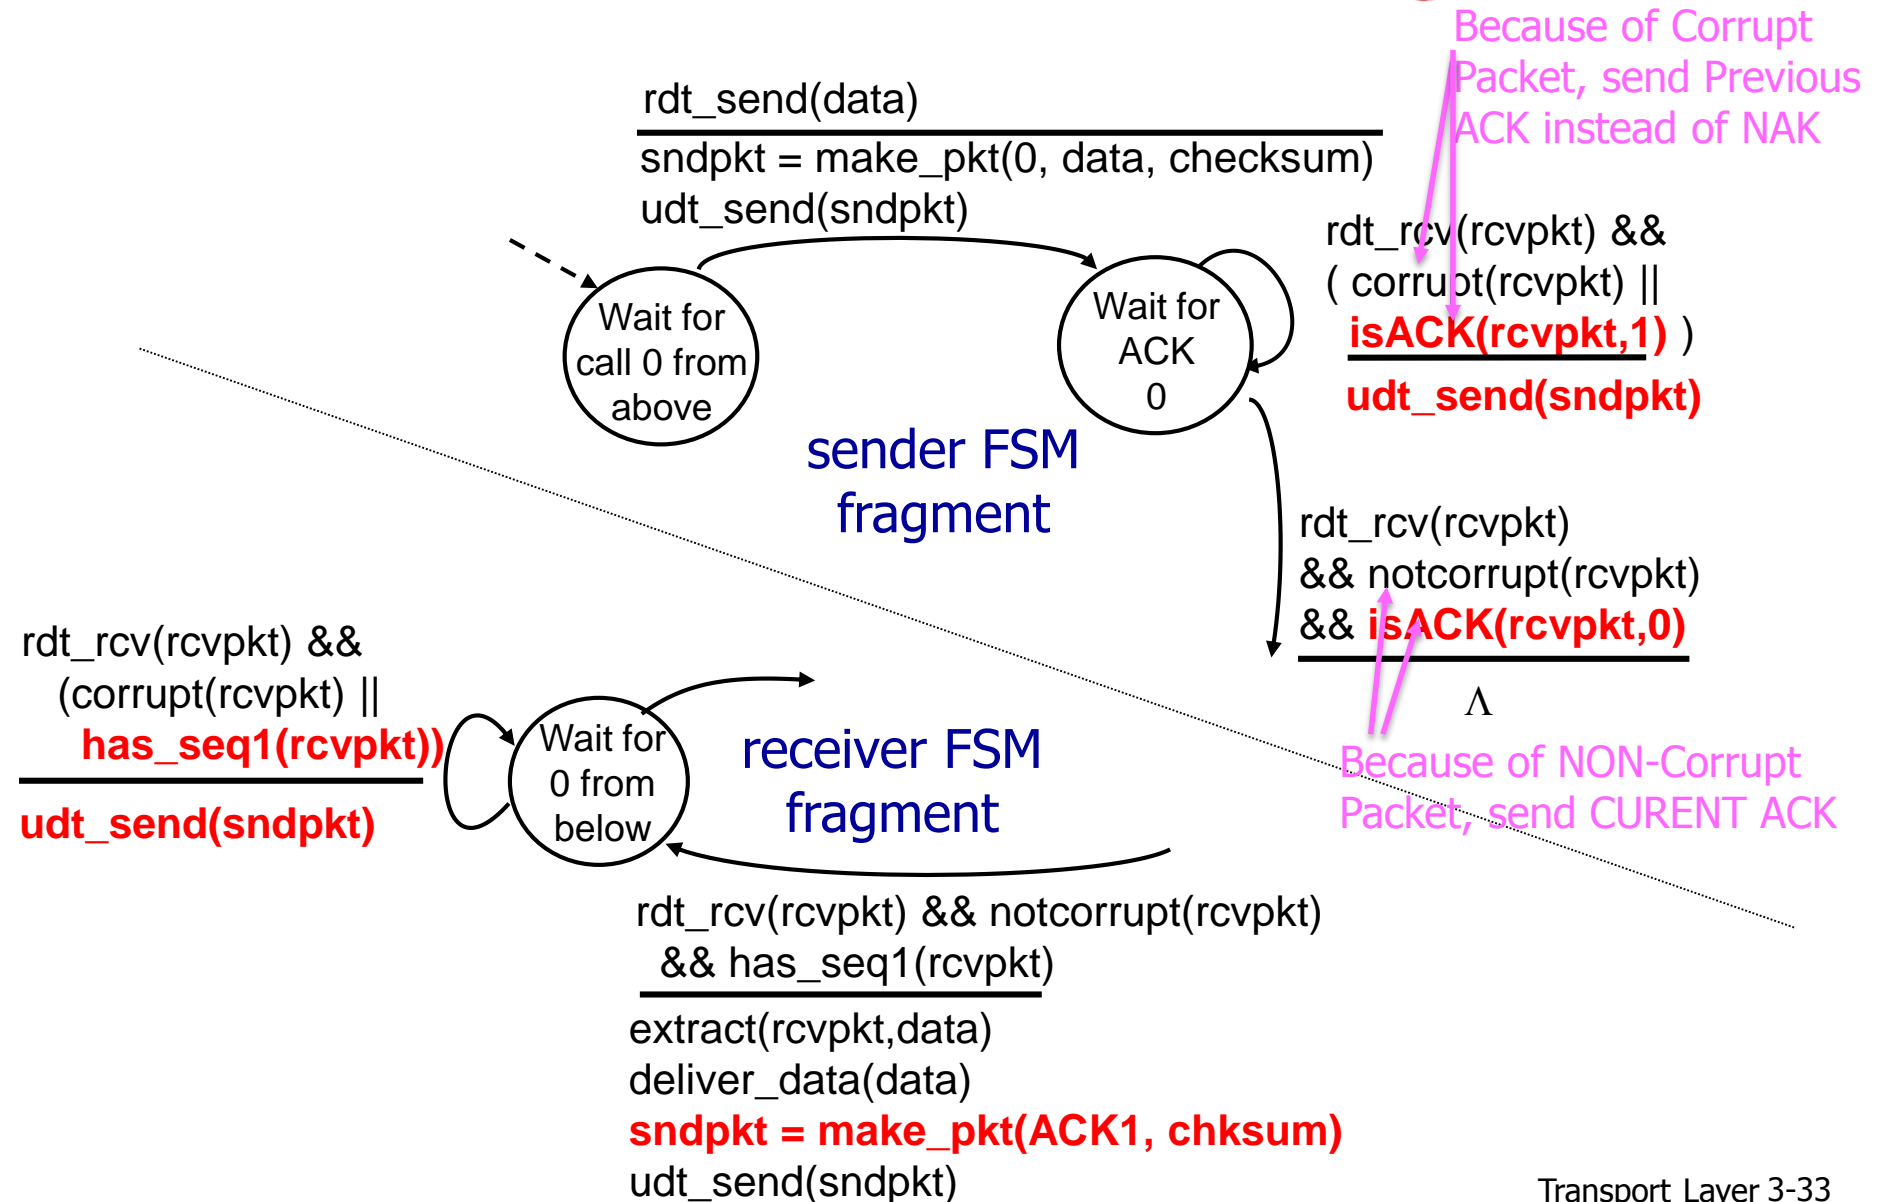 Because of Corrupt
Packet, send Previous
ACK instead of NAK
rdt_send(data)
sndpkt = make_pkt(0, data, checksum)
udt_send(sndpkt)
rdt_rcv(rcvpkt) &&
( corrupt(rcvpkt) ||
isACK(rcvpkt,1) )
udt_send(sndpkt)
Wait for
call 0 from
above
Wait for
ACK
0
sender FSM
fragment
rdt_rcv(rcvpkt)
&& notcorrupt(rcvpkt)
&& isACK(rcvpkt,0)
Λ
Because of NON-Corrupt
Packet, send CURENT ACK
rdt_rcv(rcvpkt) &&
(corrupt(rcvpkt) ||
has_seq1(rcvpkt))
udt_send(sndpkt)
Wait for
0 from
below
receiver FSM
fragment
rdt_rcv(rcvpkt) && notcorrupt(rcvpkt)
&& has_seq1(rcvpkt)
extract(rcvpkt,data)
deliver_data(data)
sndpkt = make_pkt(ACK1, chksum)
udt_send(sndpkt)
Transport Layer 3-33